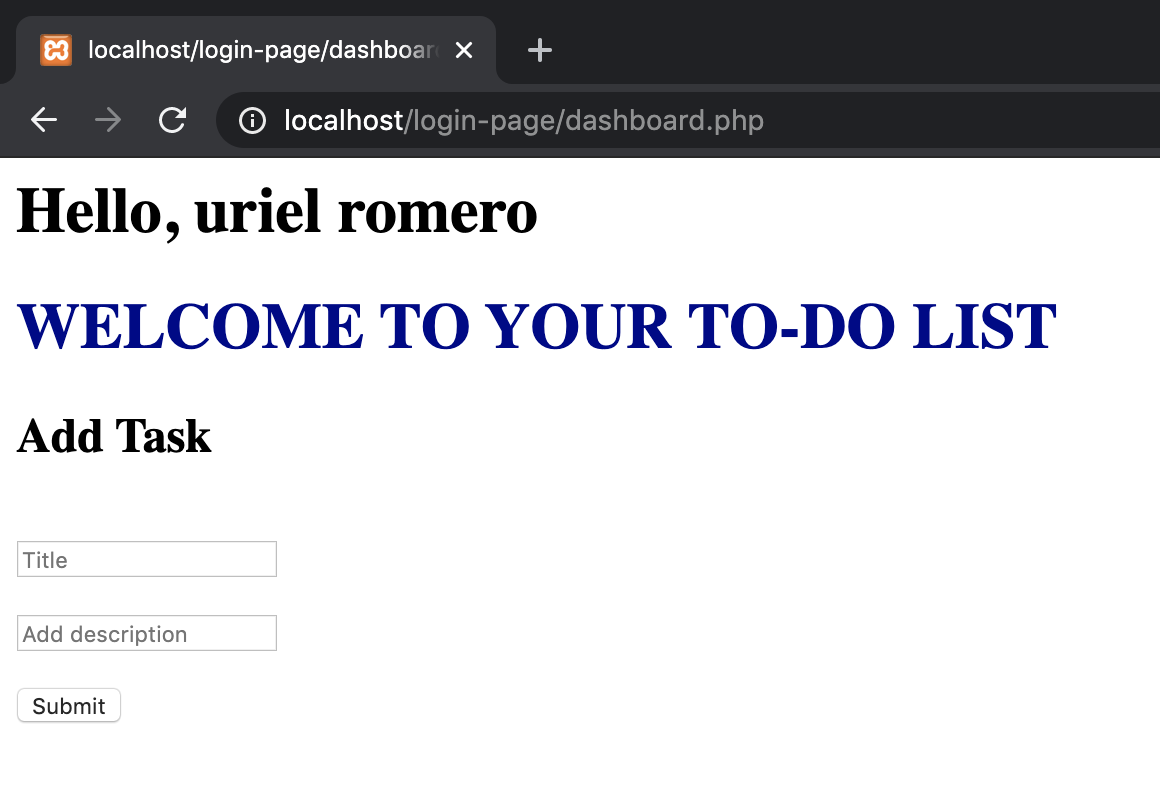 localhost/login-page/dashboar
localhost/login-page/dashboard.php
Hello, uriel romero
WELCOME TO YOUR TO-DO LIST
Add Task
Title
Add description
Submit